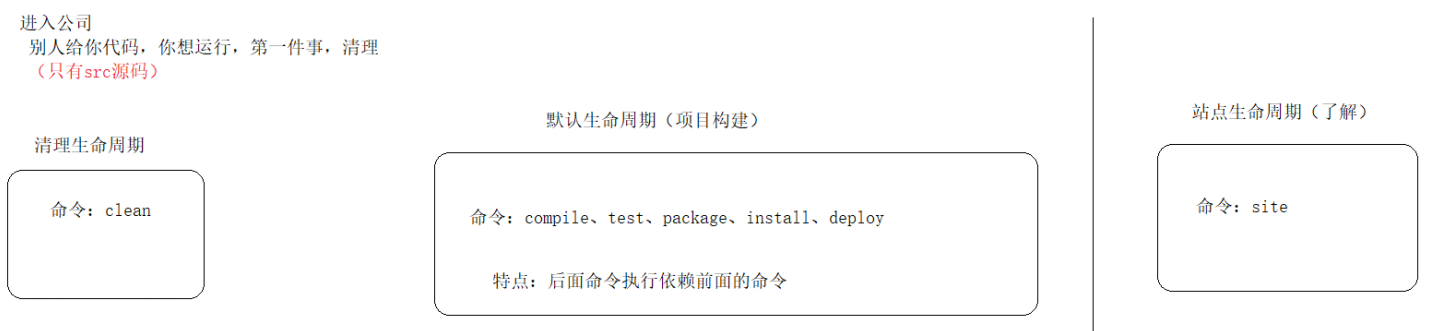 进入公司
别人给你代码，你想运行，第一件事，清理
（只有src源码）
清理生命周期
命令：clean
默认生命周期（项目构建）
命令：compile、test、package、install、deploy
特点：后面命令执行依赖前面的命令
站点生命周期（了解）
命令：site